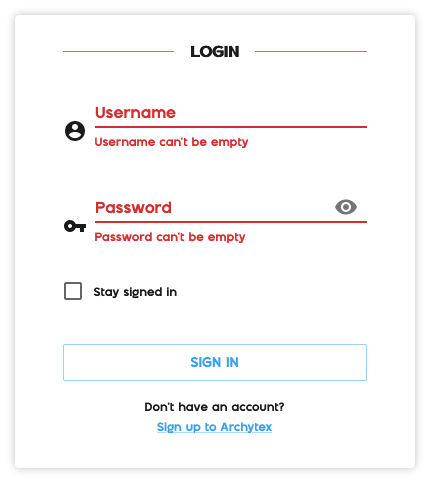 LOGIN
Username
Username can't be empty
Password
Password can't be empty
Stay signed in
SIGN IN
Don't have an account?
Sign up to Archytex